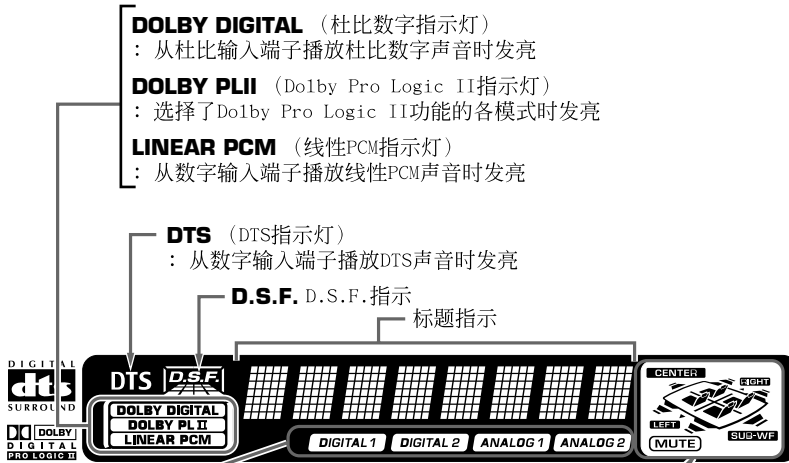 DOLBY DIGITAL （杜比数字指示灯）
：从杜比输入端子播放杜比数字声音时发亮
DOLBY PLII （Dolby Pro Logic II指示灯）
：选择了Dolby Pro Logic II功能的各模式时发亮
LINEAR PCM （线性PCM指示灯）
：从数字输入端子播放线性PCM声音时发亮
DTS （DTS指示灯）
：从数字输入端子播放DTS声音时发亮
D.S.F. D.S.F.指示
标题指示
DIGITAL
dts
SURROUND
DOLBY
DIGITAL
PRO LOGIC II
DTS
D.S.F.
DOLBY DIGITAL
DOLBY PL II
LINEAR PCM
DIGITAL 1
DIGITAL 2
ANALOG 1
ANALOG 2
CENTER
RIGHT
LEFT
SUB-WF
MUTE